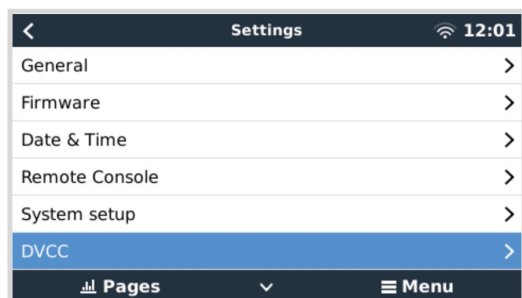 Settings 12:01
General
Firmware
Date & Time
Remote Console
System setup
DVCC
Pages Menu